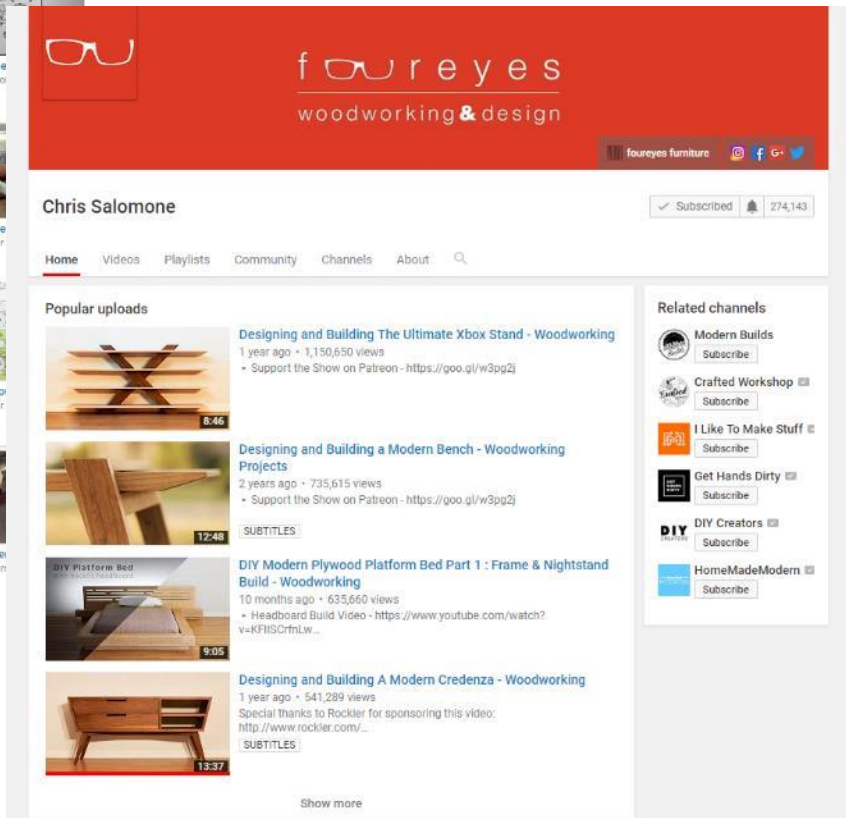 foureyes
woodworking & design
foureyes furniture
Chris Salomone
Subscribed 274,143
Home Videos Playlists Community Channels About
Popular uploads
Designing and Building The Ultimate Xbox Stand - Woodworking
1 year ago • 1,150,650 views
• Support the Show on Patreon - https://goo.gl/w3pg2j
8:46
Designing and Building a Modern Bench - Woodworking
Projects
2 years ago • 735,615 views
• Support the Show on Patreon - https://goo.gl/w3pg2j
SUBTITLES
12:48
DIY Platform Bed
DIY Modern Plywood Platform Bed Part 1 : Frame & Nightstand
Build - Woodworking
10 months ago • 635,660 views
• Headboard Build Video - https://www.youtube.com/watch?
9:05
Designing and Building A Modern Credenza - Woodworking
1 year ago • 541,289 views
Special thanks to Rockler for sponsoring this video:
http://www.rockler.com/...
SUBTITLES
13:37
Show more
Related channels
Modern Builds
Subscribe
Crafted Workshop
Subscribe
I Like To Make Stuff
Subscribe
Get Hands Dirty
Subscribe
DIY Creators
Subscribe
HomeMadeModern
Subscribe